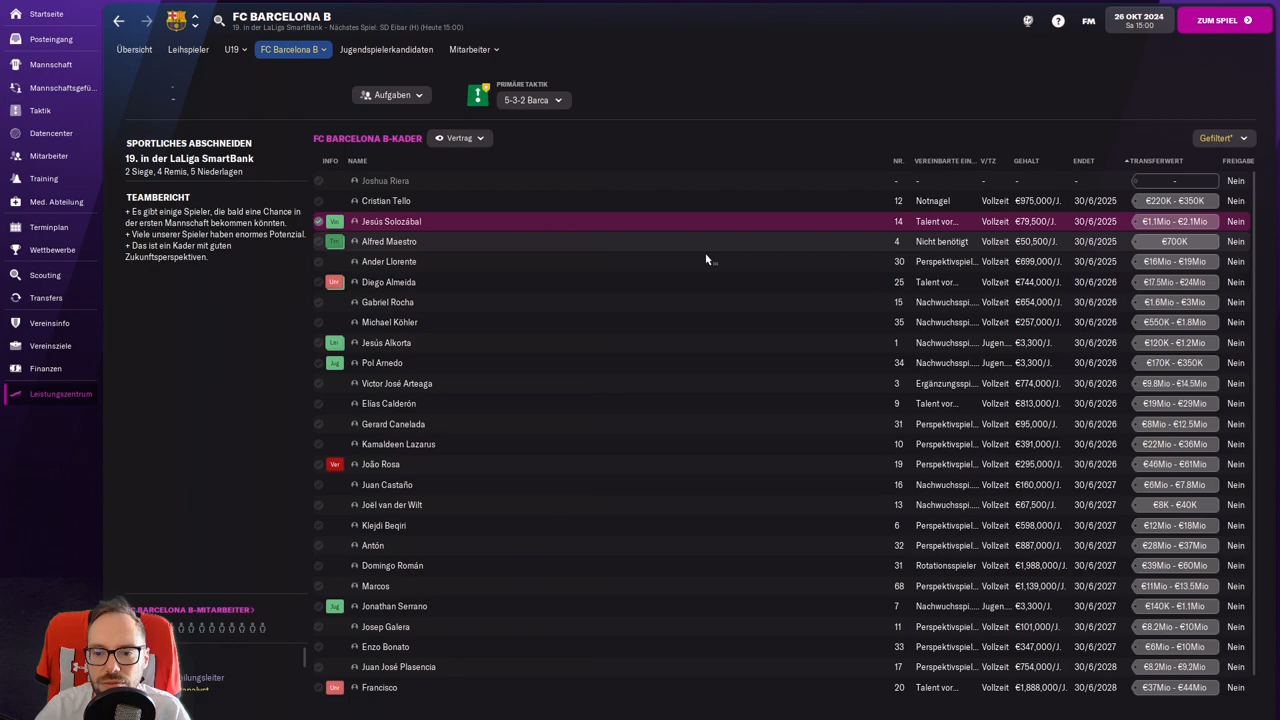 Startseite
FC BARCELONA B
19. in der LaLiga SmartBank - Nächstes Spiel: SD Eibar (H) (Heute 15:00)
FM
26 OKT 2024
Sa 15:00
ZUM SPIEL
Posteingang
Übersicht Leihspieler U19 FC Barcelona B Jugendspielerkandidaten Mitarbeiter
Mannschaft
Mannschaftsgefü...
Taktik
Datencenter
Mitarbeiter
Training
Med. Abteilung
Terminplan
Wettbewerbe
Scouting
Transfers
Vereinsinfo
Vereinsziele
Finanzen
Leistungszentrum
- 
-
Aufgaben
PRIMÄRE TAKTIK
5-3-2 Barca
SPORTLICHES ABSCHNEIDEN
19. in der LaLiga SmartBank
2 Siege, 4 Remis, 5 Niederlagen
TEAMBERICHT
+ Es gibt einige Spieler, die bald eine Chance in
der ersten Mannschaft bekommen könnten.
+ Viele unserer Spieler haben enormes Potenzial.
+ Das ist ein Kader mit guten
Zukunftsperspektiven.
FC BARCELONA B-KADER Vertrag Gefiltert*
INFO NAME NR. VEREINBARTE EIN... V/TZ GEHALT ENDET TRANSFERWERT FREIGABE
Joshua Riera - - - - - - Nein
Cristian Tello 12 Notnagel Vollzeit €975,000/J. 30/6/2025 €220K - €350K Nein
Jesús Solozábal 14 Talent vor... Vollzeit €79,500/J. 30/6/2025 €1.1Mio - €2.1Mio Nein
Alfred Maestro 4 Nicht benötigt Vollzeit €50,500/J. 30/6/2025 €700K Nein
Ander Llorente 30 Perspektivspiel... Vollzeit €699,000/J. 30/6/2025 €16Mio - €19Mio Nein
Unr Diego Almeida 25 Talent vor... Vollzeit €744,000/J. 30/6/2026 €17.5Mio - €24Mio Nein
Gabriel Rocha 15 Nachwuchsspi.... Vollzeit €654,000/J. 30/6/2026 €1.6Mio - €3Mio Nein
Michael Köhler 35 Nachwuchsspi.... Vollzeit €257,000/J. 30/6/2026 €550K - €1.8Mio Nein
Lei Jesús Alkorta 1 Nachwuchsspi.... Jugen.... €3,300/J. 30/6/2026 €120K - €1.2Mio Nein
Jug Pol Arnedo 34 Nachwuchsspi.... Jugen.... €3,300/J. 30/6/2026 €170K - €350K Nein
Victor José Arteaga 3 Ergänzungsspi... Vollzeit €774,000/J. 30/6/2026 €9.8Mio - €14.5Mio Nein
Elías Calderón 9 Talent vor... Vollzeit €813,000/J. 30/6/2026 €19Mio - €29Mio Nein
Gerard Canelada 31 Perspektivspiel... Vollzeit €95,000/J. 30/6/2026 €8Mio - €12.5Mio Nein
Kamaldeen Lazarus 10 Perspektivspiel... Vollzeit €391,000/J. 30/6/2026 €22Mio - €36Mio Nein
Ver João Rosa 19 Perspektivspiel... Vollzeit €295,000/J. 30/6/2026 €46Mio - €61Mio Nein
Juan Castaño 16 Nachwuchsspi.... Vollzeit €160,000/J. 30/6/2027 €6Mio - €7.8Mio Nein
Joël van der Wilt 13 Nachwuchsspi.... Vollzeit €67,500/J. 30/6/2027 €8K - €40K Nein
Klejdi Beqiri 6 Perspektivspiel... Vollzeit €598,000/J. 30/6/2027 €12Mio - €18Mio Nein
Antón 32 Perspektivspiel... Vollzeit €887,000/J. 30/6/2027 €28Mio - €37Mio Nein
Domingo Román 31 Rotationsspieler Vollzeit €1,988,000/J. 30/6/2027 €39Mio - €60Mio Nein
Marcos 68 Perspektivspiel... Vollzeit €1,139,000/J. 30/6/2027 €11Mio - €13.5Mio Nein
Jug Jonathan Serrano 7 Nachwuchsspi.... Jugen.... €3,300/J. 30/6/2027 €140K - €1.1Mio Nein
Josep Galera 11 Perspektivspiel... Vollzeit €101,000/J. 30/6/2027 €8.2Mio - €10Mio Nein
Enzo Bonato 33 Perspektivspiel... Vollzeit €347,000/J. 30/6/2027 €6Mio - €10Mio Nein
Juan José Plasencia 17 Perspektivspiel... Vollzeit €754,000/J. 30/6/2028 €8.2Mio - €9.2Mio Nein
Unr Francisco 20 Talent vor... Vollzeit €1,888,000/J. 30/6/2028 €37Mio - €44Mio Nein
BARCELONA B-MITARBEITER